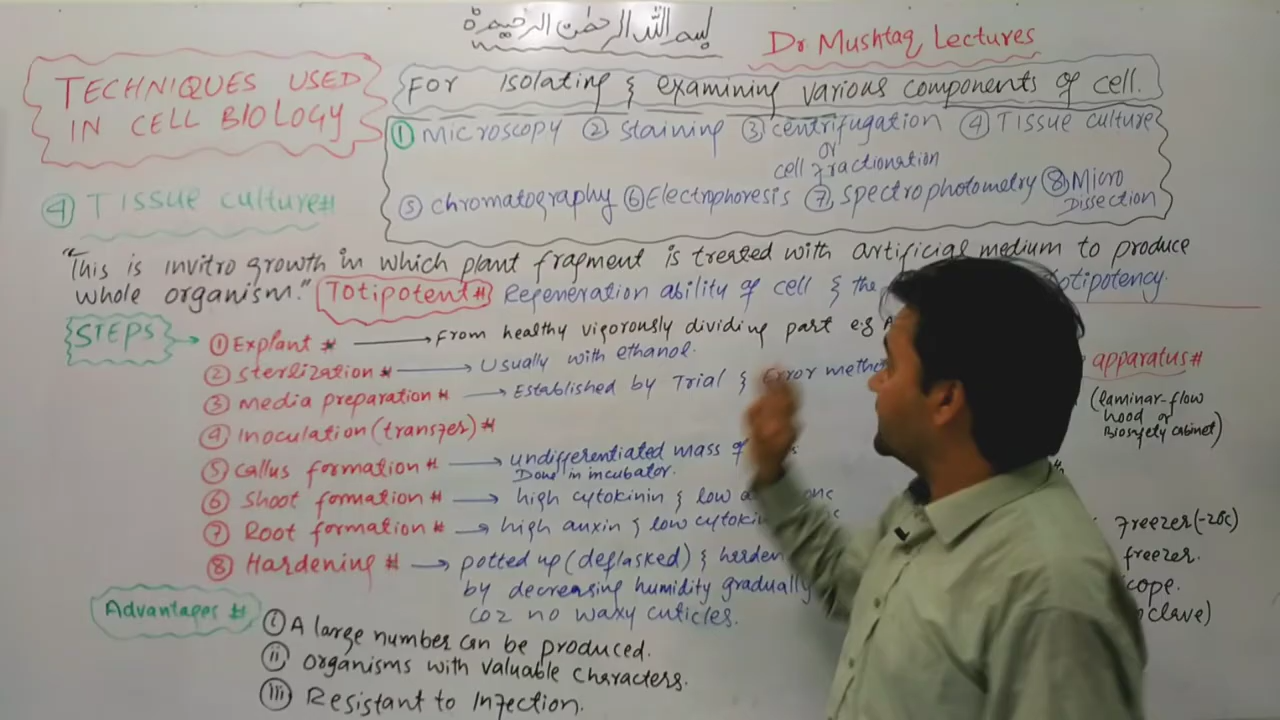 بسم اللہ الرحمٰن الرحیم
Dr Mushtaq Lectures
TECHNIQUES USED
IN CELL BIOLOGY
For Isolating & examining various components of cell.
① Microscopy ② Staining ③ centrifugation ④ Tissue culture
or
cell fractionation
⑤ chromatography ⑥ Electrophoresis ⑦ spectrophotometry ⑧ Micro
Dissection
④ Tissue culture#
"This is invitro growth in which plant fragment is treated with artificial medium to produce
whole organism." Totipotent# Regeneration ability of cell & the otipotency.
STEPS
① Explant # From healthy vigorously dividing part eg A
② Sterlization # Usually with ethanol.
③ Media preparation # Established by Trial & Error metho
④ Inoculation (transfer) #
⑤ Callus formation # undifferentiated mass of s
Done in incubator.
⑥ Shoot formation # high cytokinin & low a onc
⑦ Root formation # high auxin & low cytokin c
⑧ Hardening # potted up (deflasked) & harden
by decreasing humidity gradually
coz no waxy cuticles.
apparatus#
(laminar-flow
hood or
Biosafety cabinet)
freezer(-20c)
freezer.
cope.
clave)
Advantages #
(i) A large number can be produced.
(ii) organisms with valuable characters.
(iii) Resistant to Infection.